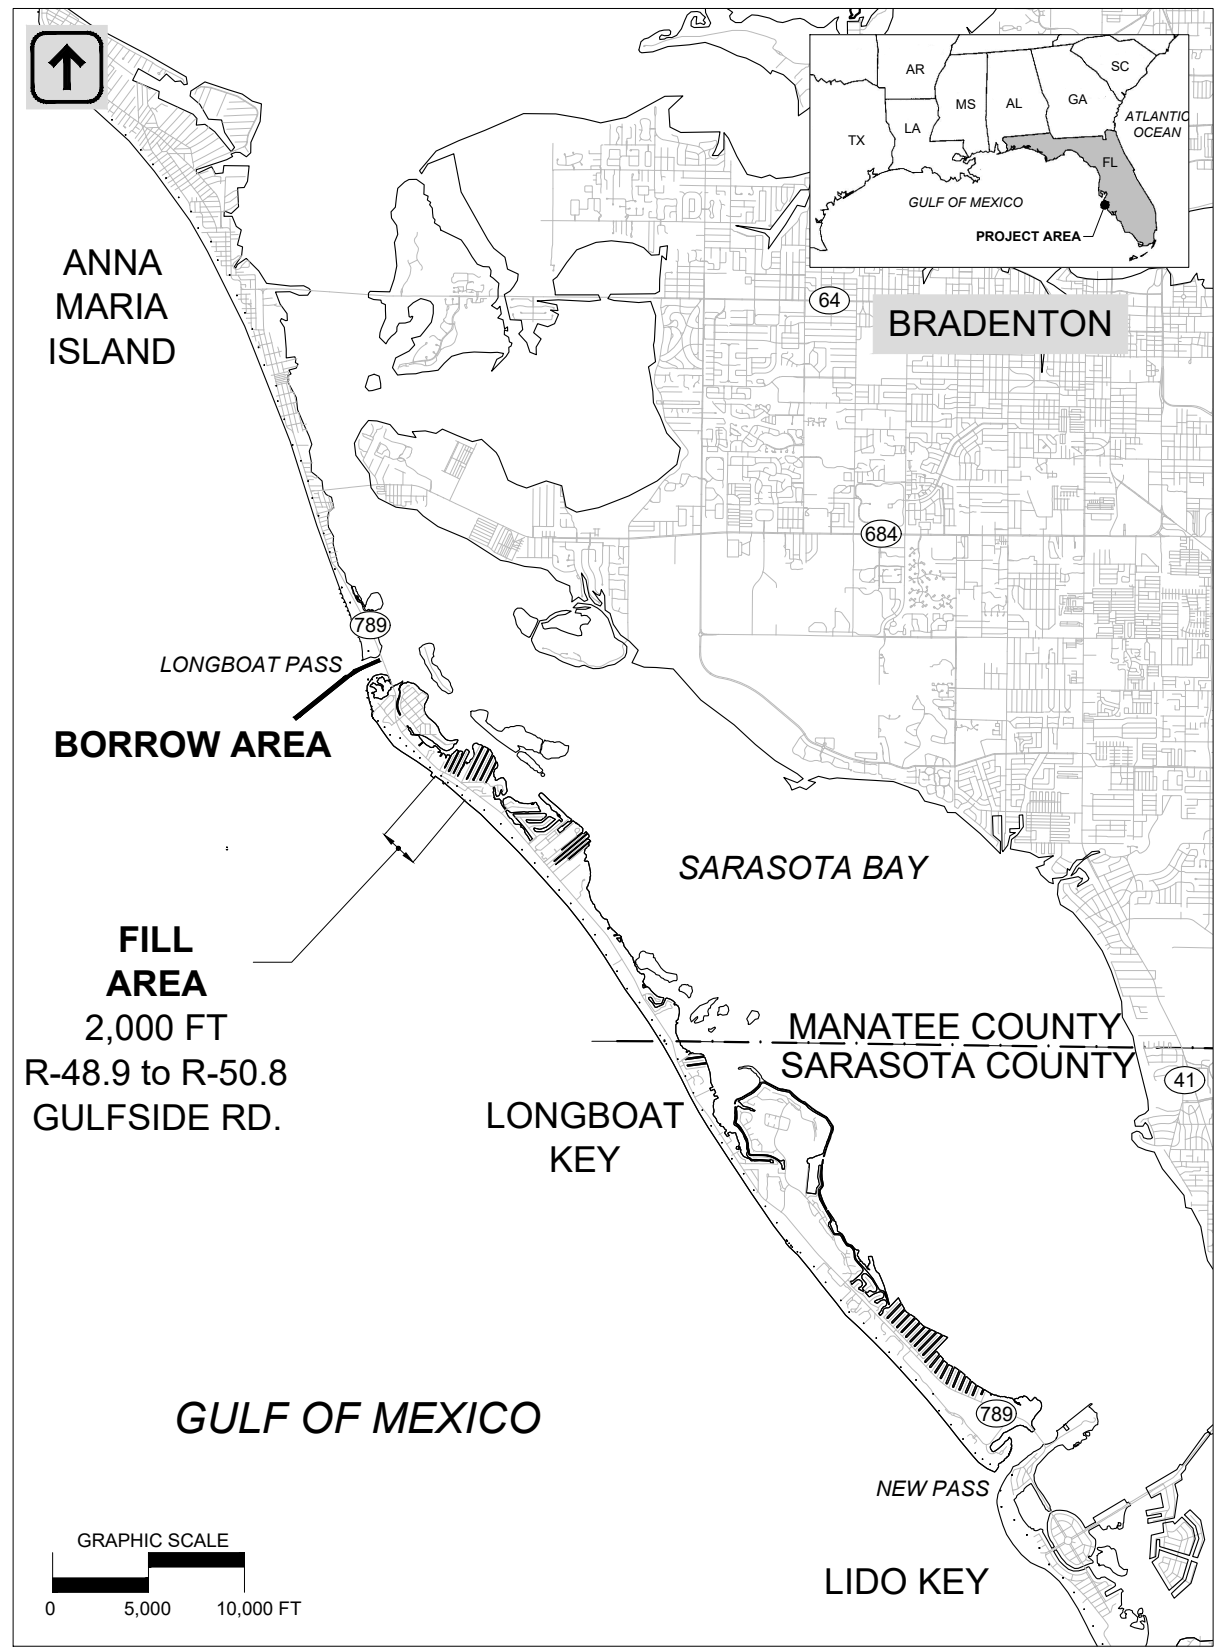 AR
SC
MS
AL
GA
ATLANTIC
OCEAN
TX
LA
FL
GULF OF MEXICO
PROJECT AREA
ANNA
MARIA
ISLAND
64
BRADENTON
684
789
LONGBOAT PASS
BORROW AREA
SARASOTA BAY
FILL
AREA
2,000 FT
R-48.9 to R-50.8
GULFSIDE RD.
MANATEE COUNTY
SARASOTA COUNTY
41
LONGBOAT
KEY
GULF OF MEXICO
789
NEW PASS
LIDO KEY
GRAPHIC SCALE
0 5,000 10,000 FT